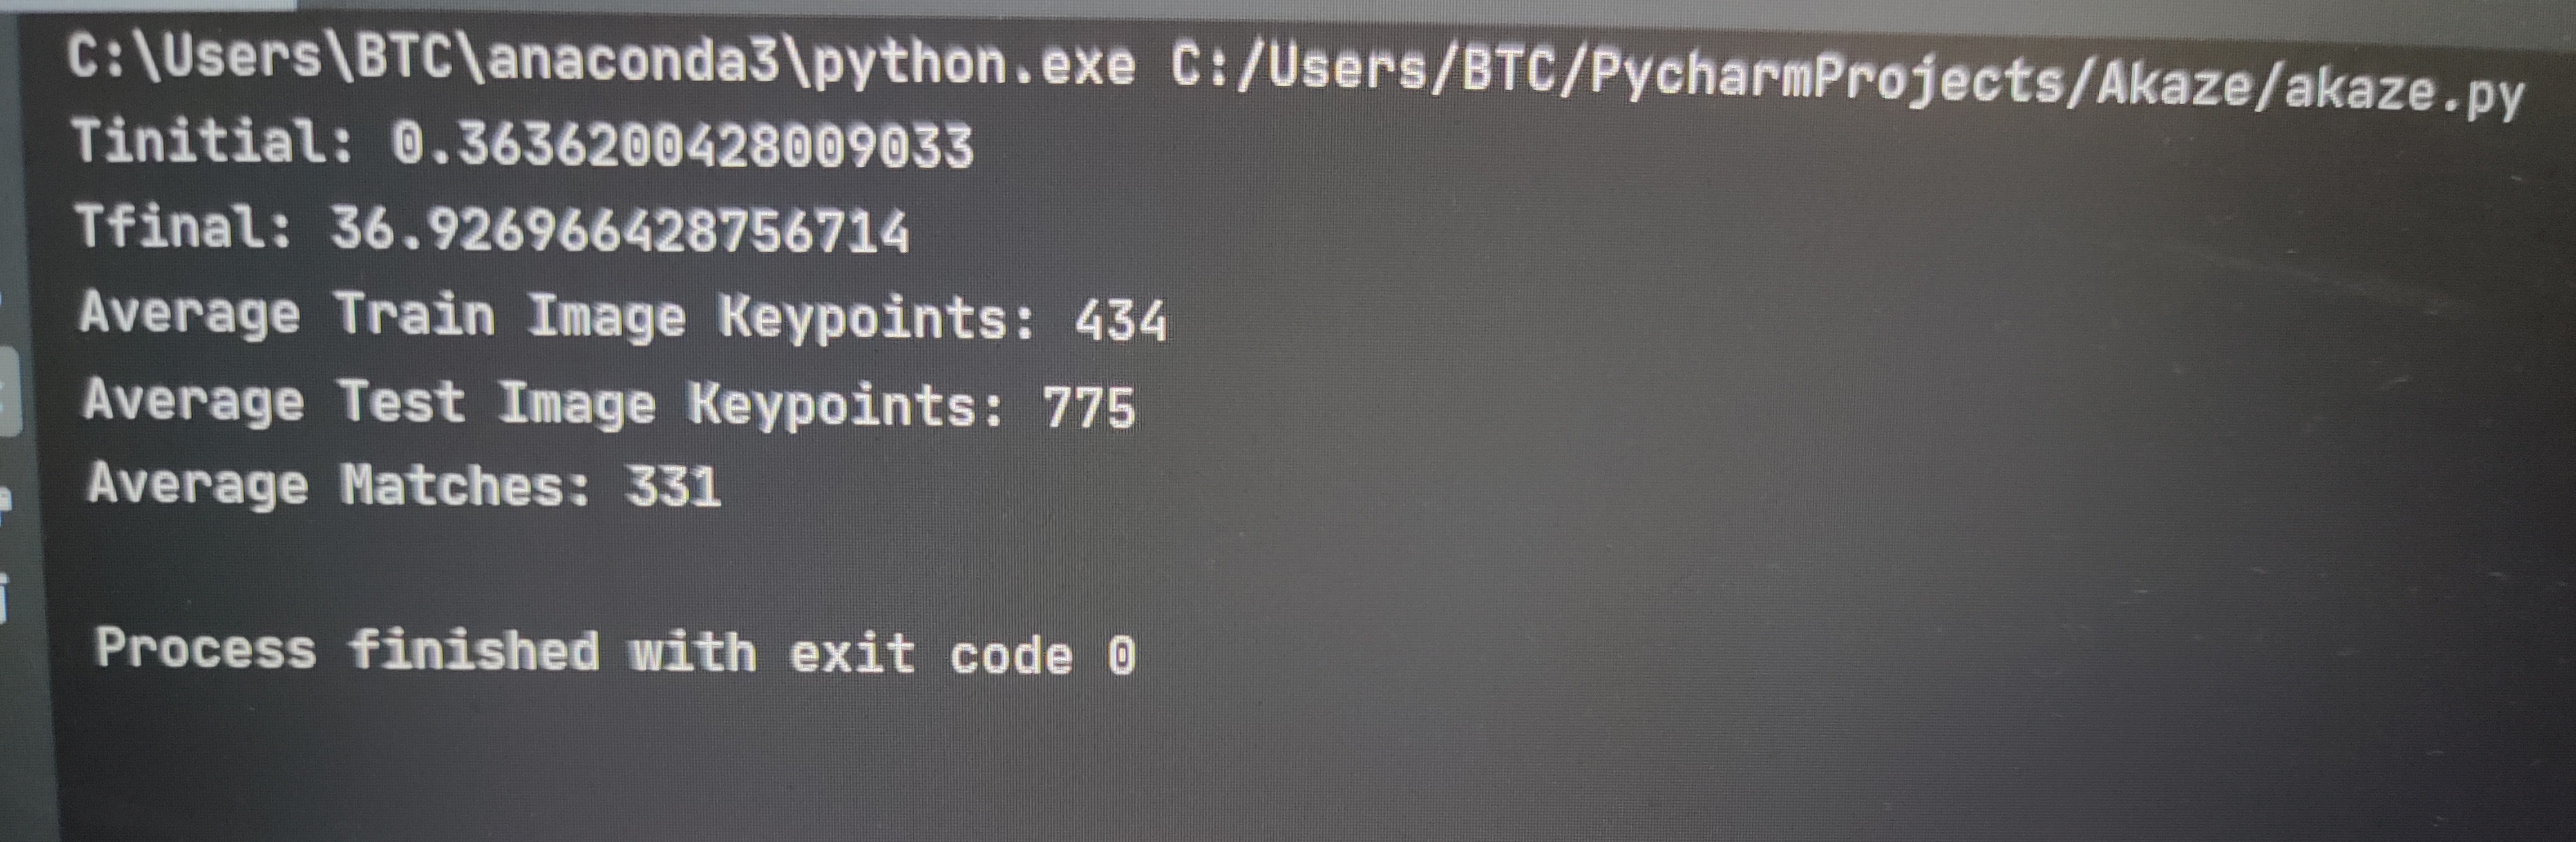 C:\Users\BTC\anaconda3\python.exe C:/Users/BTC/PycharmProjects/Akaze/akaze.py
Tinitial: 0.3636200428009033
Tfinal: 36.926966428756714
Average Train Image Keypoints: 434
Average Test Image Keypoints: 775
Average Matches: 331
Process finished with exit code 0